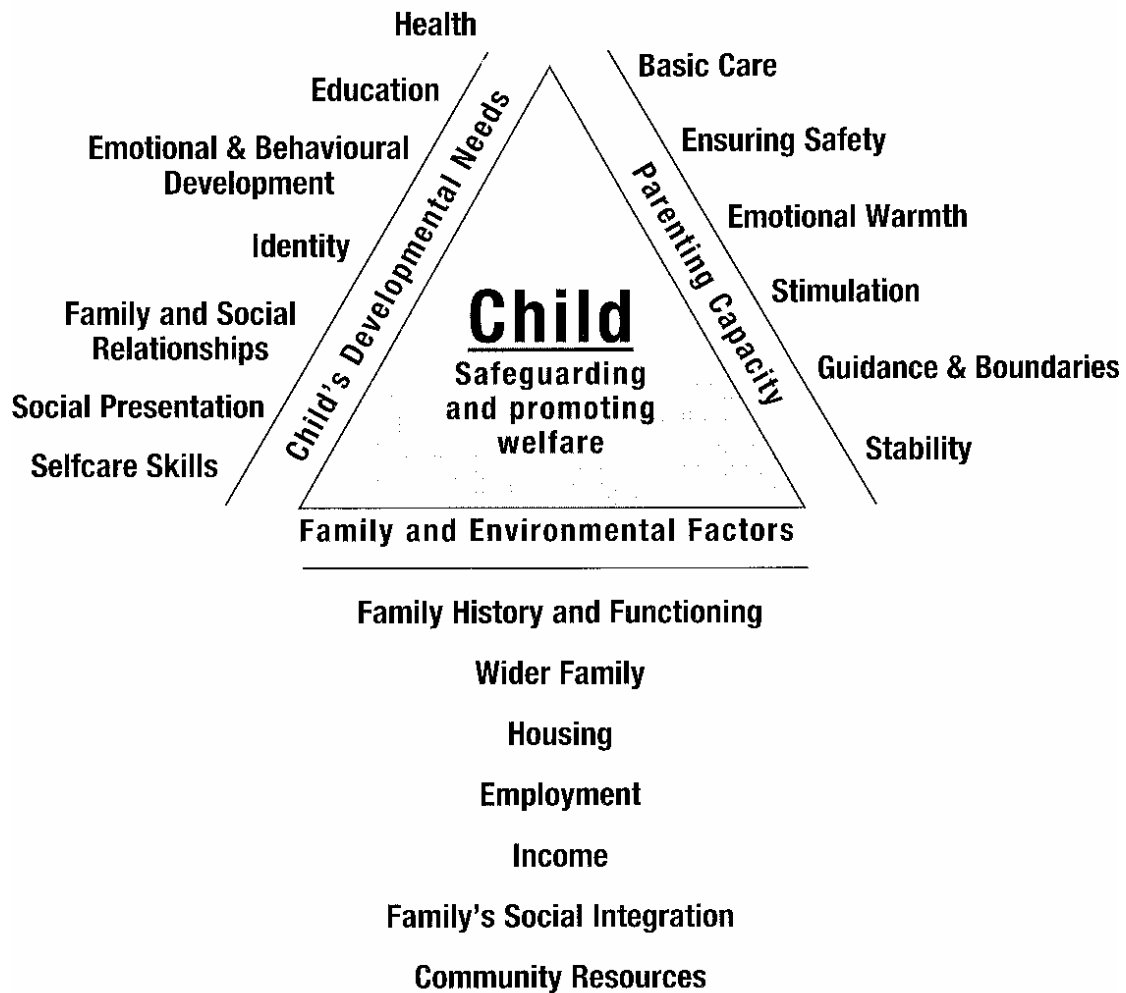 Health
Education
Emotional & Behavioural
Development
Identity
Family and Social
Relationships
Social Presentation
Selfcare Skills
Child's Developmental Needs
Basic Care
Ensuring Safety
Emotional Warmth
Stimulation
Guidance & Boundaries
Stability
Parenting Capacity
Child
Safeguarding
and promoting
welfare
Family and Environmental Factors
Family History and Functioning
Wider Family
Housing
Employment
Income
Family's Social Integration
Community Resources